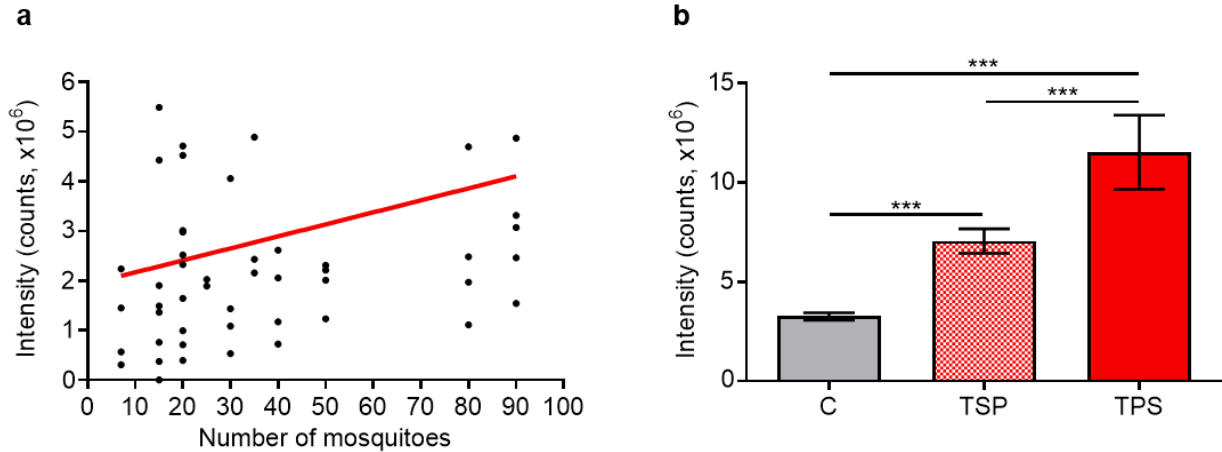 a
Intensity (counts, x10⁶)
6
5
4
3
2
1
0
0 10 20 30 40 50 60 70 80 90 100
Number of mosquitoes
b
Intensity (counts, x10⁶)
15
10
5
0
***
***
***
C TSP TPS